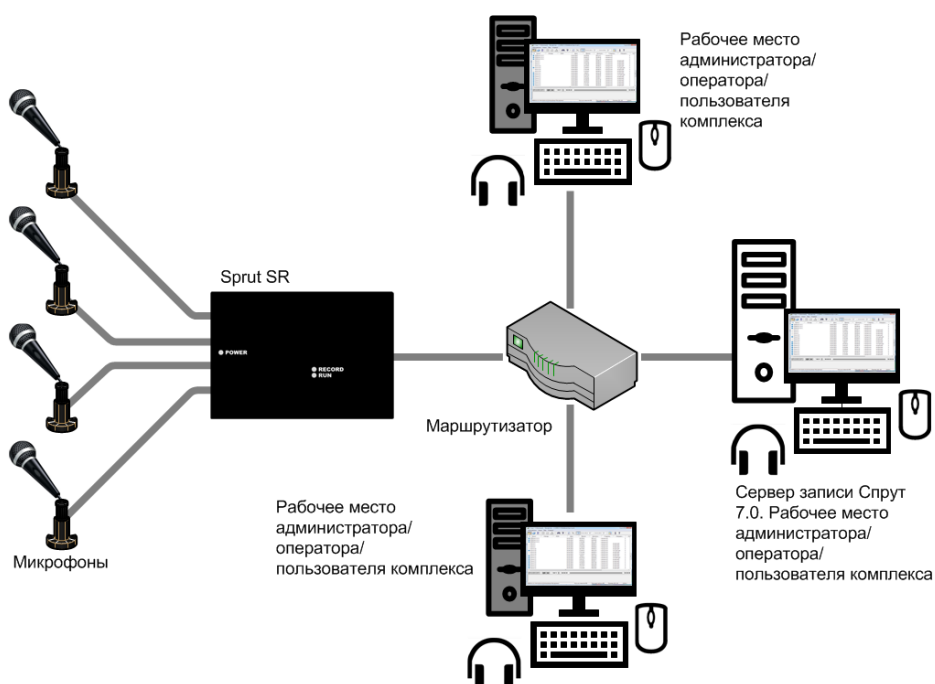 Рабочее место
администратора/
оператора/
пользователя
комплекса
Sprut SR
POWER
RECORD
RUN
Маршрутизатор
Рабочее место
администратора/
оператора/
пользователя комплекса
Сервер записи Спрут
7.0. Рабочее место
администратора/
оператора/
пользователя комплекса
Микрофоны